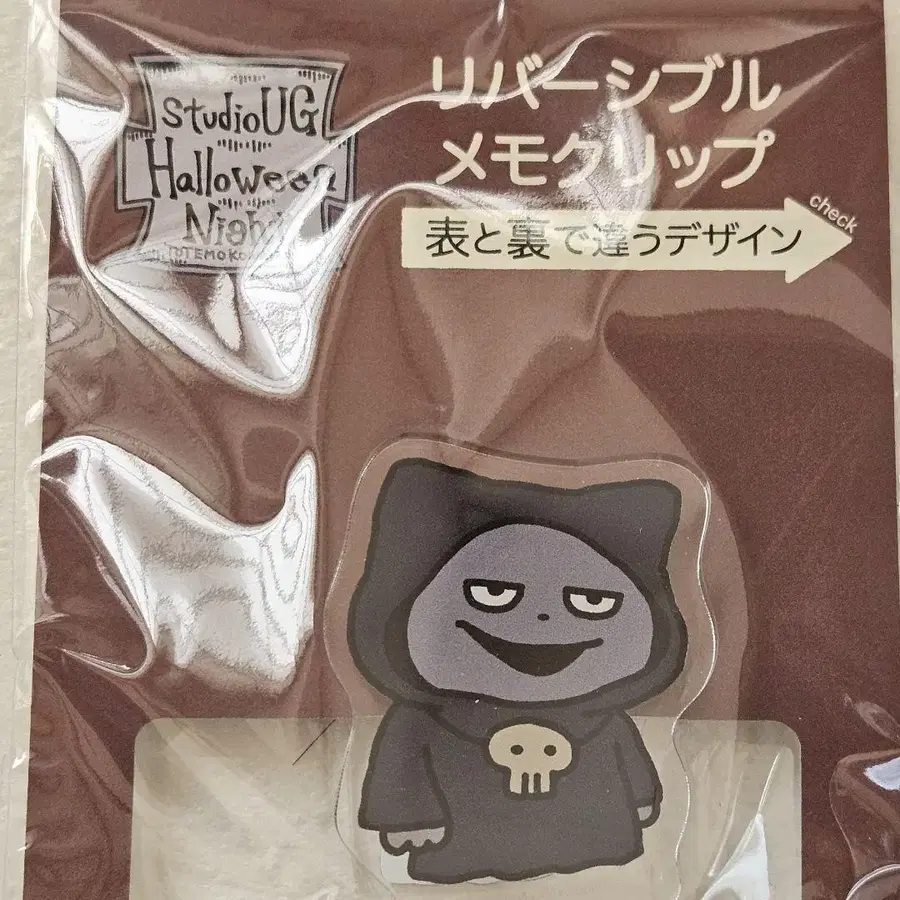 studioUG
Halloween
Night
リバーシブル
メモクリップ
check
表と裏で違うデザイン